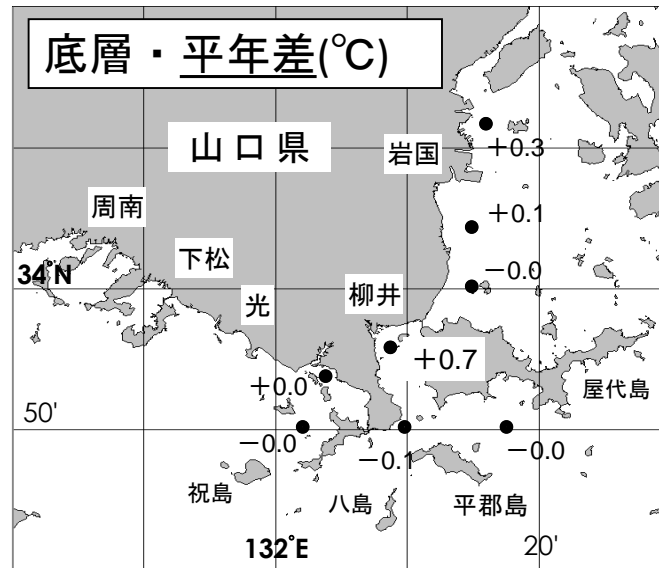 底層・平年差(℃)
山口県
岩国
+0.3
周南
+0.1
下松
34°N
−0.0
光
柳井
+0.7
+0.0
屋代島
50'
−0.0
−0.1
−0.0
祝島
八島
平郡島
132°E
20'